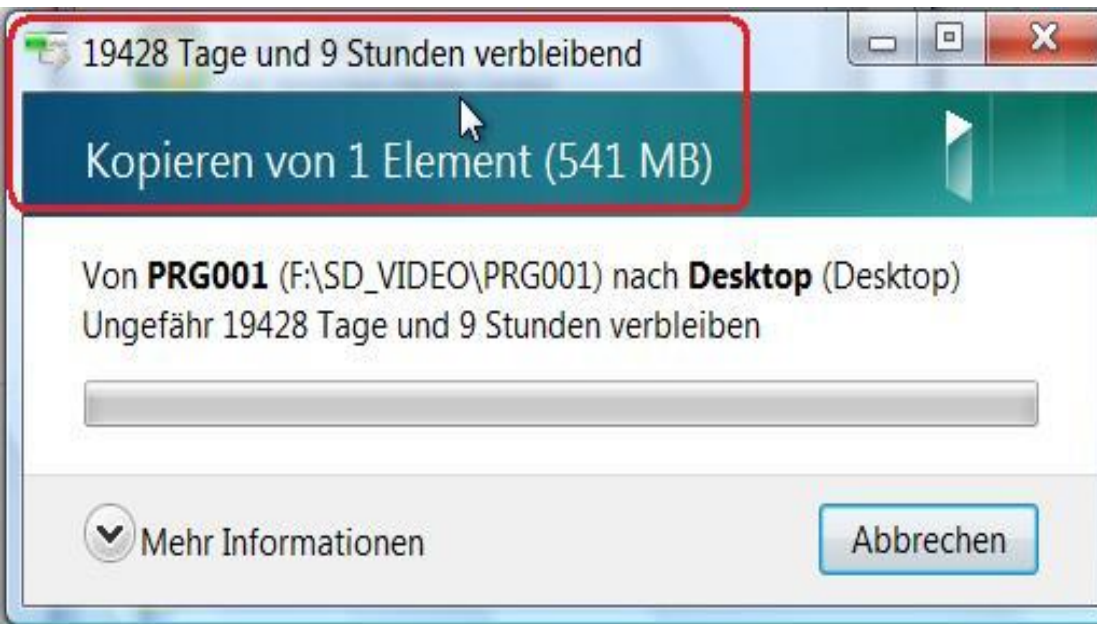 19428 Tage und 9 Stunden verbleibend
Kopieren von 1 Element (541 MB)
Von PRG001 (F:\SD_VIDEO\PRG001) nach Desktop (Desktop)
Ungefähr 19428 Tage und 9 Stunden verbleiben
Mehr Informationen
Abbrechen